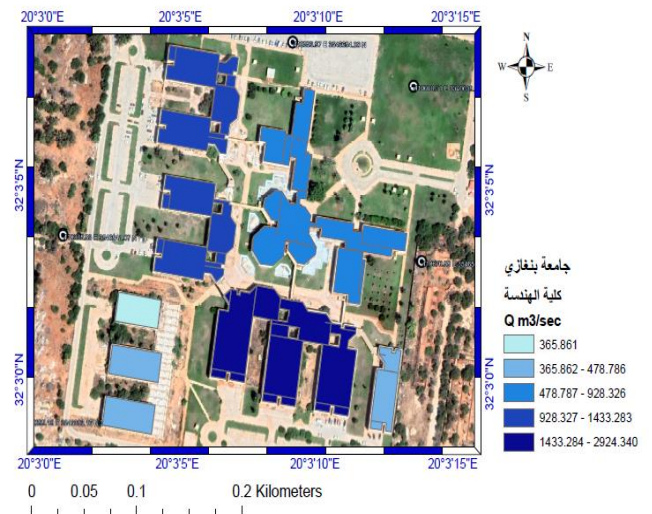 20°3'0"E 20°3'5"E 20°3'10"E 20°3'15"E
N
W E
S
32°3'5"N 32°3'5"N
32°3'0"N 32°3'0"N
جامعة بنغازي
كلية الهندسة
Q m3/sec
365.861
365.862 - 478.786
478.787 - 928.326
928.327 - 1433.283
1433.284 - 2924.340
20°3'0"E 20°3'5"E 20°3'10"E 20°3'15"E
0 0.05 0.1 0.2 Kilometers